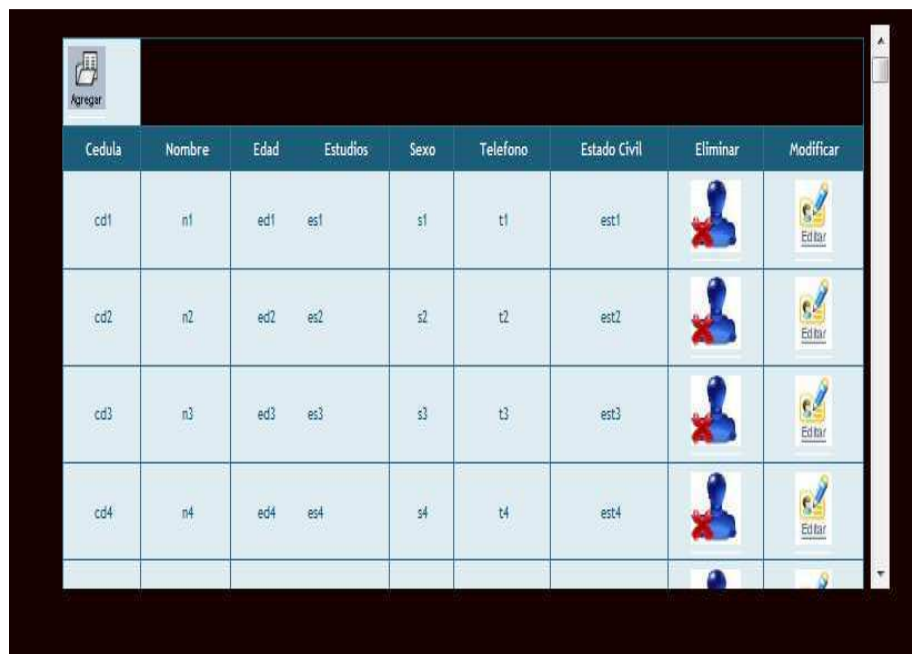 Agregar
Cedula Nombre Edad Estudios Sexo Telefono Estado Civil Eliminar Modificar
cd1 n1 ed1 es1 s1 t1 est1 Editar
cd2 n2 ed2 es2 s2 t2 est2 Editar
cd3 n3 ed3 es3 s3 t3 est3 Editar
cd4 n4 ed4 es4 s4 t4 est4 Editar